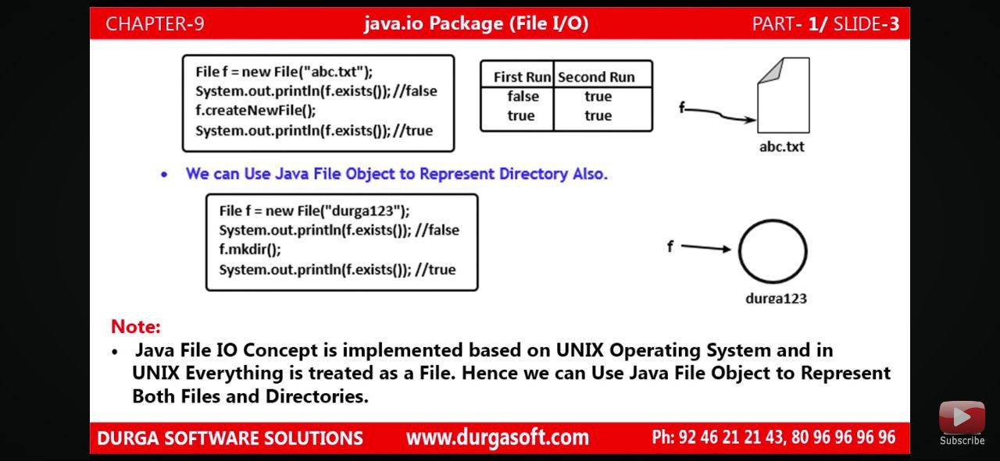 CHAPTER-9 java.io Package (File I/O) PART- 1/ SLIDE-3
File f = new File("abc.txt");
System.out.println(f.exists()); //false
f.createNewFile();
System.out.println(f.exists()); //true
First Run Second Run
false true
true true
f
abc.txt
• We can Use Java File Object to Represent Directory Also.
File f = new File("durga123");
System.out.println(f.exists()); //false
f.mkdir();
System.out.println(f.exists()); //true
f
durga123
Note:
• Java File IO Concept is implemented based on UNIX Operating System and in
UNIX Everything is treated as a File. Hence we can Use Java File Object to Represent
Both Files and Directories.
DURGA SOFTWARE SOLUTIONS www.durgasoft.com Ph: 92 46 21 21 43, 80 96 96 96 96
Subscribe